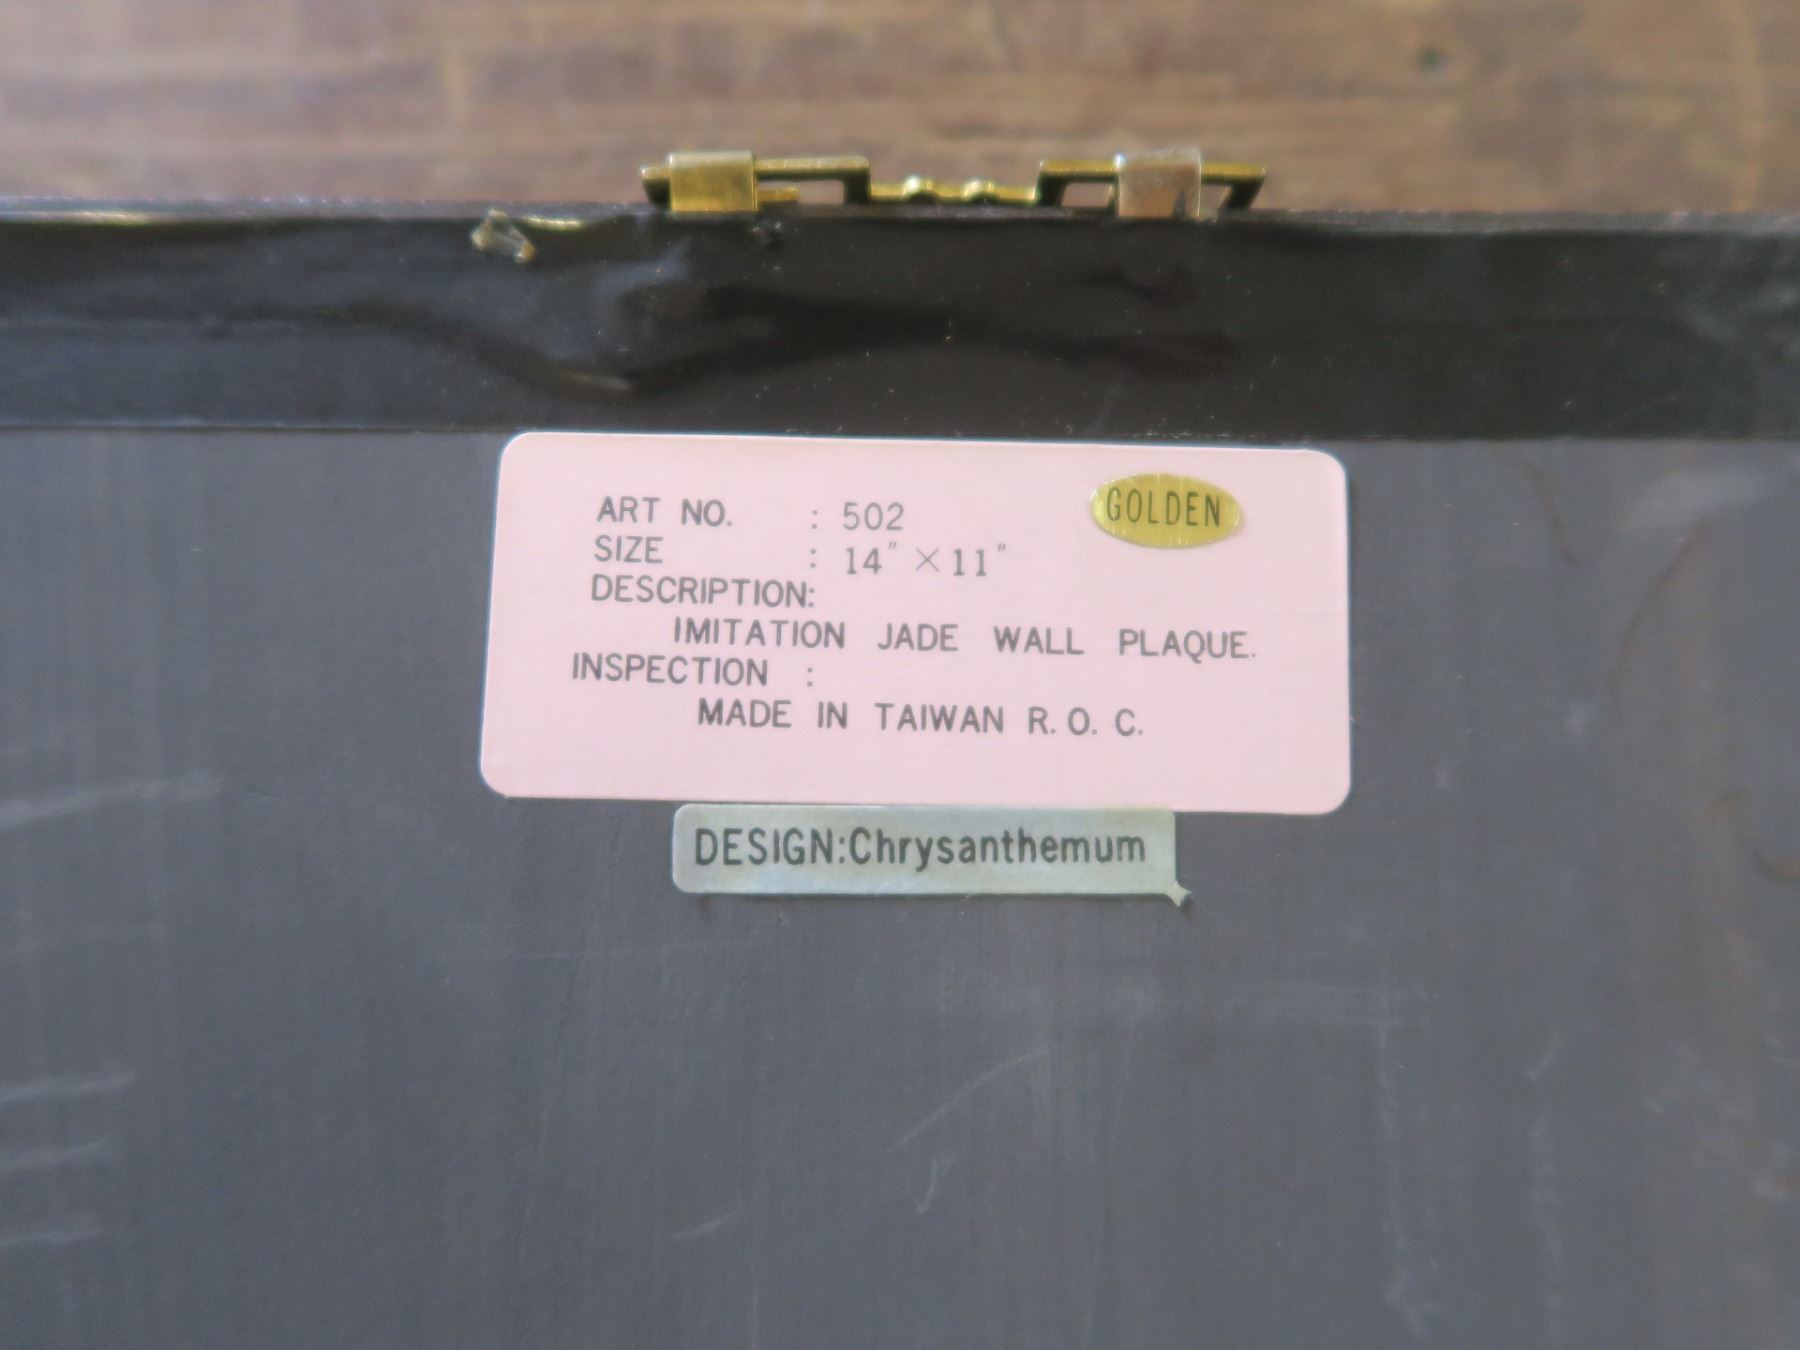 GOLDEN
ART NO. : 502
SIZE : 14" ×11"
DESCRIPTION:
IMITATION JADE WALL PLAQUE.
INSPECTION :
MADE IN TAIWAN R. O. C.
DESIGN:Chrysanthemum